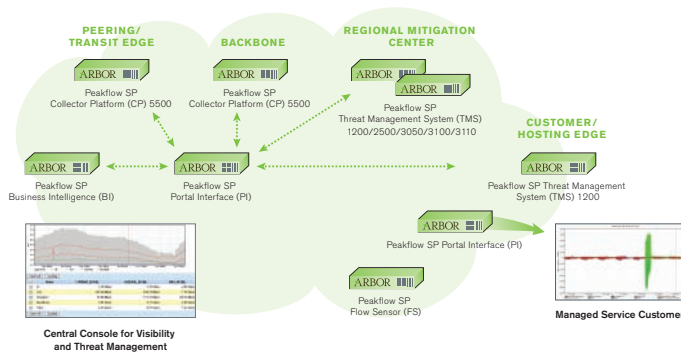 PEERING/
TRANSIT EDGE
BACKBONE
REGIONAL MITIGATION
CENTER
ARBOR
Peakflow SP
Collector Platform (CP) 5500
ARBOR
Peakflow SP
Collector Platform (CP) 5500
ARBOR
ARBOR
Peakflow SP
Threat Management System (TMS)
1200/2500/3050/3100/3110
CUSTOMER/
HOSTING EDGE
ARBOR
Peakflow SP
Business Intelligence (BI)
ARBOR
Peakflow SP
Portal Interface (PI)
ARBOR
Peakflow SP Threat Management
System (TMS) 1200
ARBOR
Peakflow SP Portal Interface (PI)
ARBOR
Peakflow SP
Flow Sensor (FS)
Central Console for Visibility
and Threat Management
Managed Service Customer